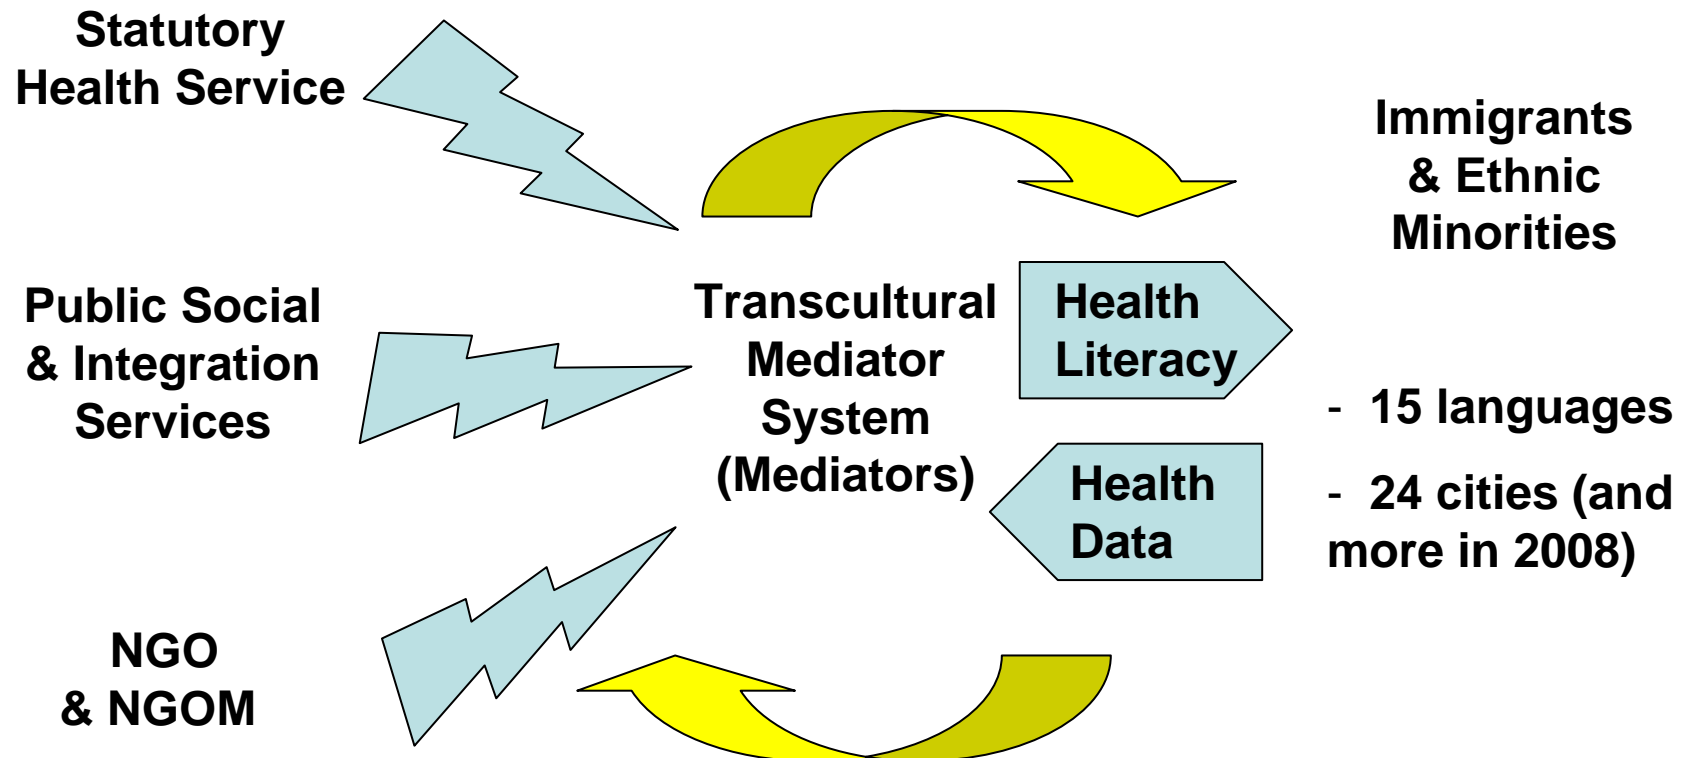 Statutory
Health Service
Public Social
& Integration
Services
NGO
& NGOM
Transcultural
Mediator
System
(Mediators)
Health
Literacy
Health
Data
Immigrants
& Ethnic
Minorities
- 15 languages
- 24 cities (and
more in 2008)